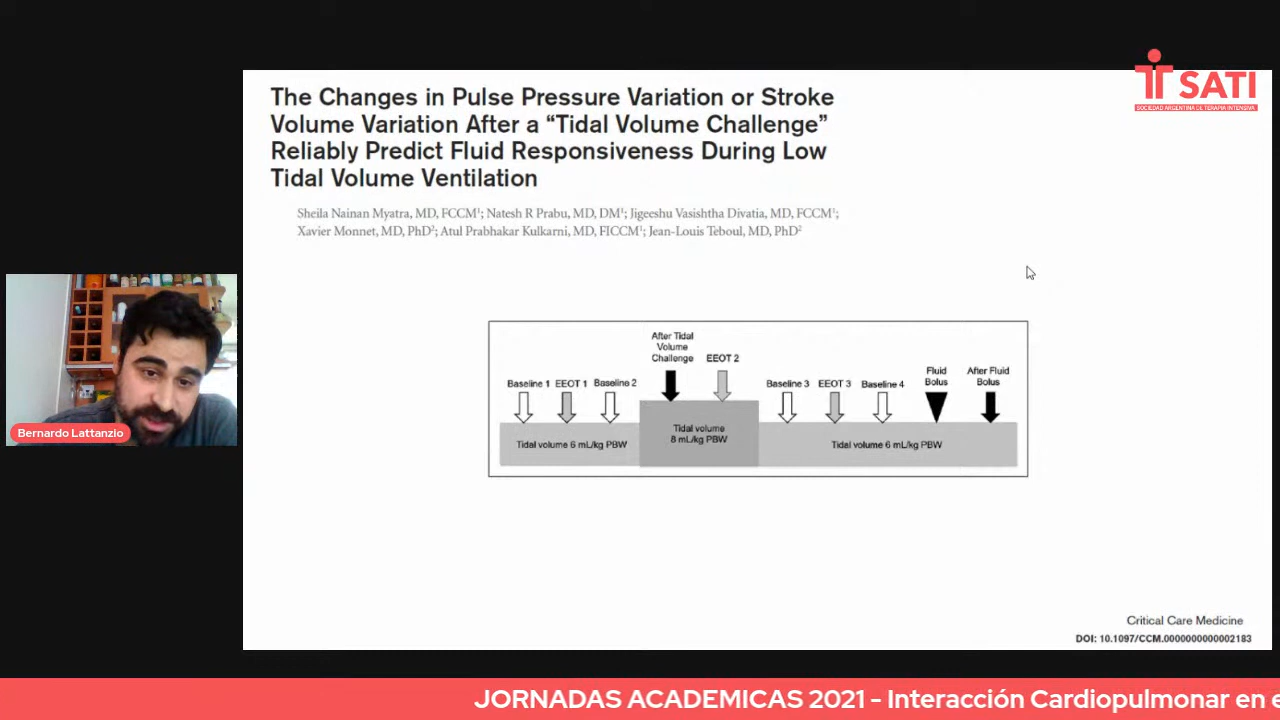 SATI
SOCIEDAD ARGENTINA DE TERAPIA INTENSIVA
The Changes in Pulse Pressure Variation or Stroke
Volume Variation After a “Tidal Volume Challenge”
Reliably Predict Fluid Responsiveness During Low
Tidal Volume Ventilation
Sheila Nainan Myatra, MD, FCCM¹; Natesh R Prabu, MD, DM¹; Jigeeshu Vasishtha Divatia, MD, FCCM¹;
Xavier Monnet, MD, PhD²; Atul Prabhakar Kulkarni, MD, FICCM¹; Jean-Louis Teboul, MD, PhD²
After Tidal
Volume
Challenge
EEOT 2
Baseline 1 EEOT 1 Baseline 2
Baseline 3 EEOT 3 Baseline 4
Fluid
Bolus
After Fluid
Bolus
Tidal volume 6 mL/kg PBW
Tidal volume
8 mL/kg PBW
Tidal volume 6 mL/kg PBW
Bernardo Lattanzio
Critical Care Medicine
DOI: 10.1097/CCM.0000000000002183
JORNADAS ACADEMICAS 2021 - Interacción Cardiopulmonar en e